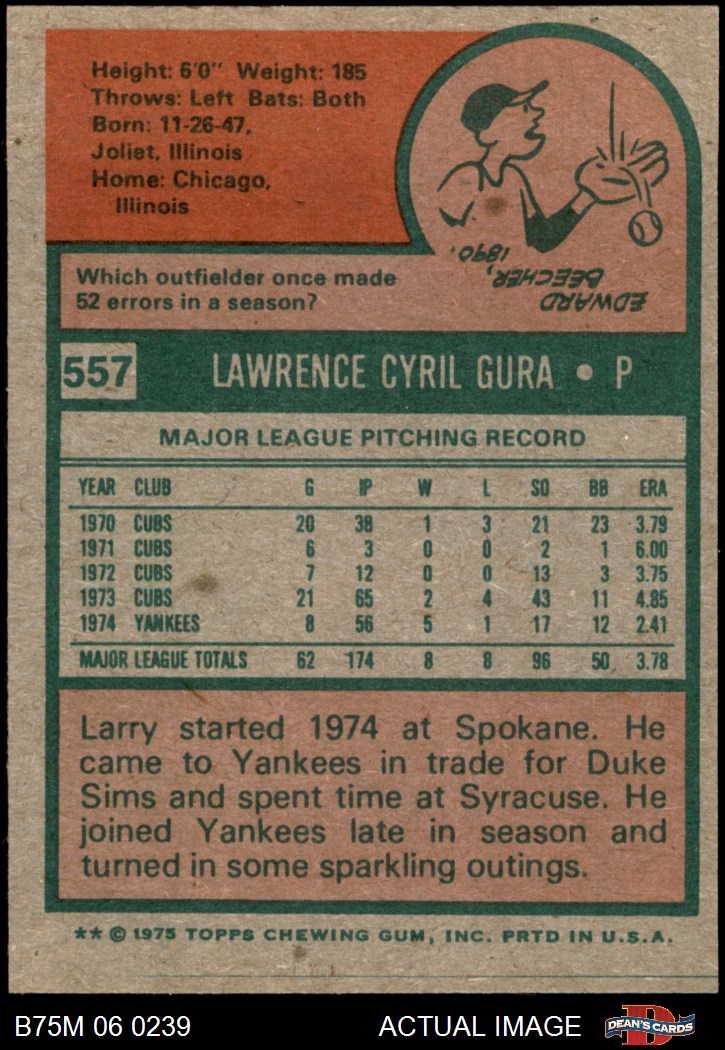 Height: 6'0" Weight: 185
Throws: Left Bats: Both
Born: 11-26-47,
Joliet, Illinois
Home: Chicago,
Illinois
Which outfielder once made
52 errors in a season?
EDWARD
BEECHER,
1890.
557 LAWRENCE CYRIL GURA • P
MAJOR LEAGUE PITCHING RECORD
YEAR CLUB G IP W L SO BB ERA
1970 CUBS 20 38 1 3 21 23 3.79
1971 CUBS 6 3 0 0 2 1 6.00
1972 CUBS 7 12 0 0 13 3 3.75
1973 CUBS 21 65 2 4 43 11 4.85
1974 YANKEES 8 56 5 1 17 12 2.41
MAJOR LEAGUE TOTALS 62 174 8 8 96 50 3.78
Larry started 1974 at Spokane. He
came to Yankees in trade for Duke
Sims and spent time at Syracuse. He
joined Yankees late in season and
turned in some sparkling outings.
** © 1975 TOPPS CHEWING GUM, INC. PRTD IN U.S.A.
B75M 06 0239 ACTUAL IMAGE D DEAN'S CARDS